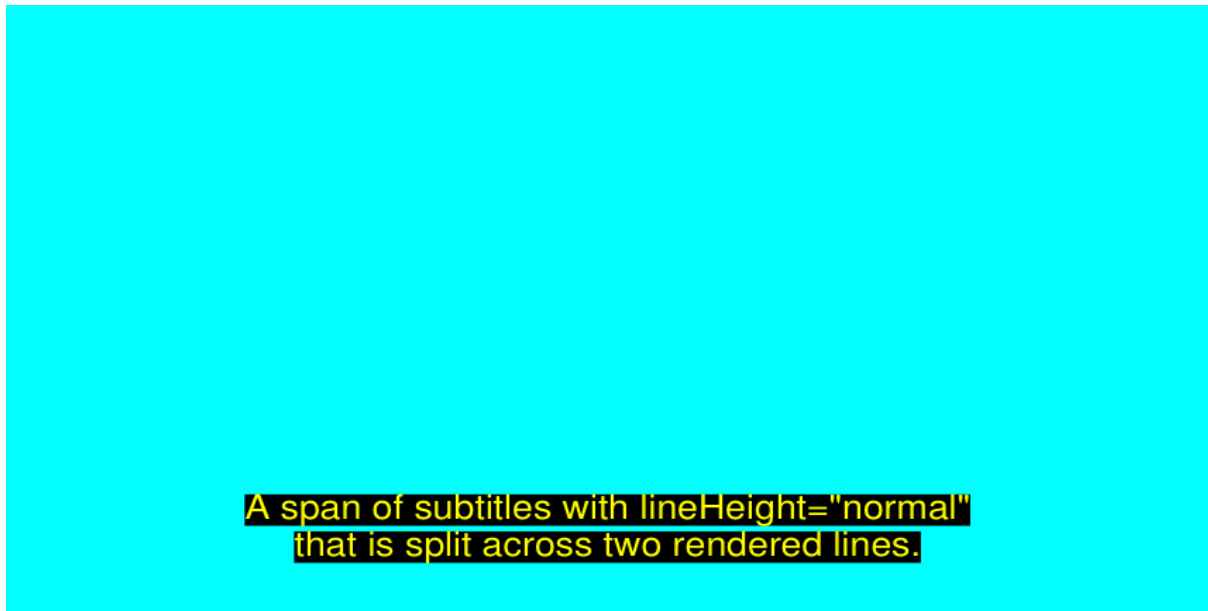 A span of subtitles with lineHeight="normal"
that is split across two rendered lines.